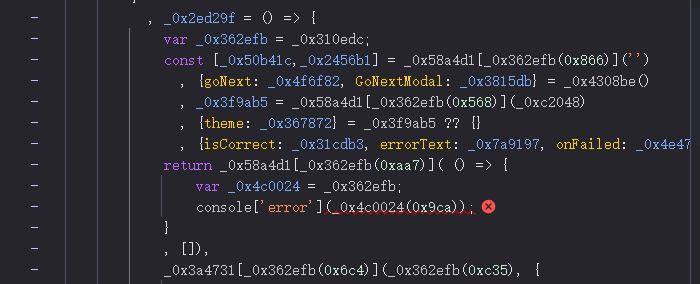 , _0x2ed29f = () => {
var _0x362efb = _0x310edc;
const [_0x50b41c,_0x2456b1] = _0x58a4d1[_0x362efb(0x866)]('')
, {goNext: _0x4f6f82, GoNextModal: _0x3815db} = _0x4308be()
, _0x3f9ab5 = _0x58a4d1[_0x362efb(0x568)](_0xc2048)
, {theme: _0x367872} = _0x3f9ab5 ?? {}
, {isCorrect: _0x31cdb3, errorText: _0x7a9197, onFailed: _0x4e47
return _0x58a4d1[_0x362efb(0xaa7)]( () => {
var _0x4c0024 = _0x362efb;
console['error'](_0x4c0024(0x9ca));
}
, []),
_0x3a4731[_0x362efb(0x6c4)](_0x362efb(0xc35), {